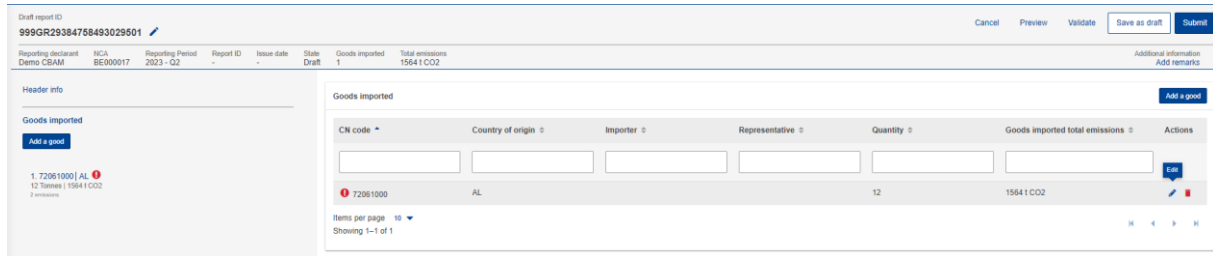 Draft report ID
999GR29384758493029501
Cancel Preview Validate Save as draft Submit
Reporting declarant NCA Reporting Period Report ID Issue date State Goods imported Total emissions Additional information
Demo CBAM BE000017 2023 - Q2 - - Draft 1 1564 t CO2 Add remarks
Header info
Goods imported
Add a good
1. 72061000| AL
12 Tonnes | 1564 t CO2
2 emissions
Goods imported Add a good
CN code Country of origin Importer Representative Quantity Goods imported total emissions Actions
Edit
72061000 AL 12 1564 t CO2
Items per page 10
Showing 1–1 of 1